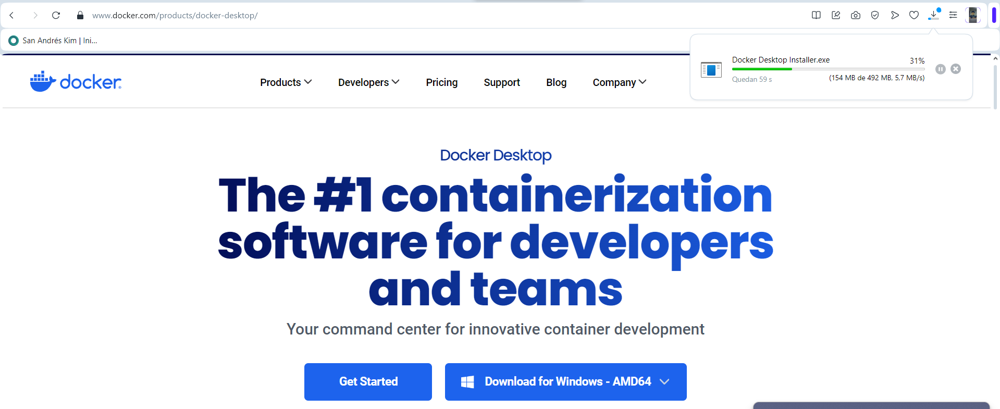 www.docker.com/products/docker-desktop/
San Andrés Kim | Ini...
Docker Desktop Installer.exe
31%
Quedan 59 s
(154 MB de 492 MB, 5,7 MB/s)
docker
Products
Developers
Pricing
Support
Blog
Company
Docker Desktop
The #1 containerization
software for developers
and teams
Your command center for innovative container development
Get Started
Download for Windows - AMD64